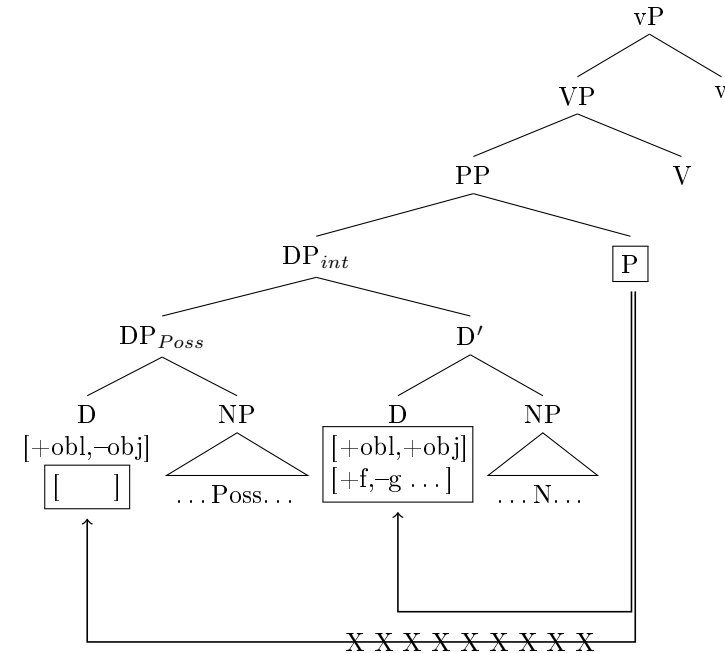 vP
VP v
PP V
DP_int P
DP_Poss D′
D NP D NP
[+obl,–obj] [+obl,+obj]
[ ] [+f,–g ...]
...Poss... ...N...
X X X X X X X X X